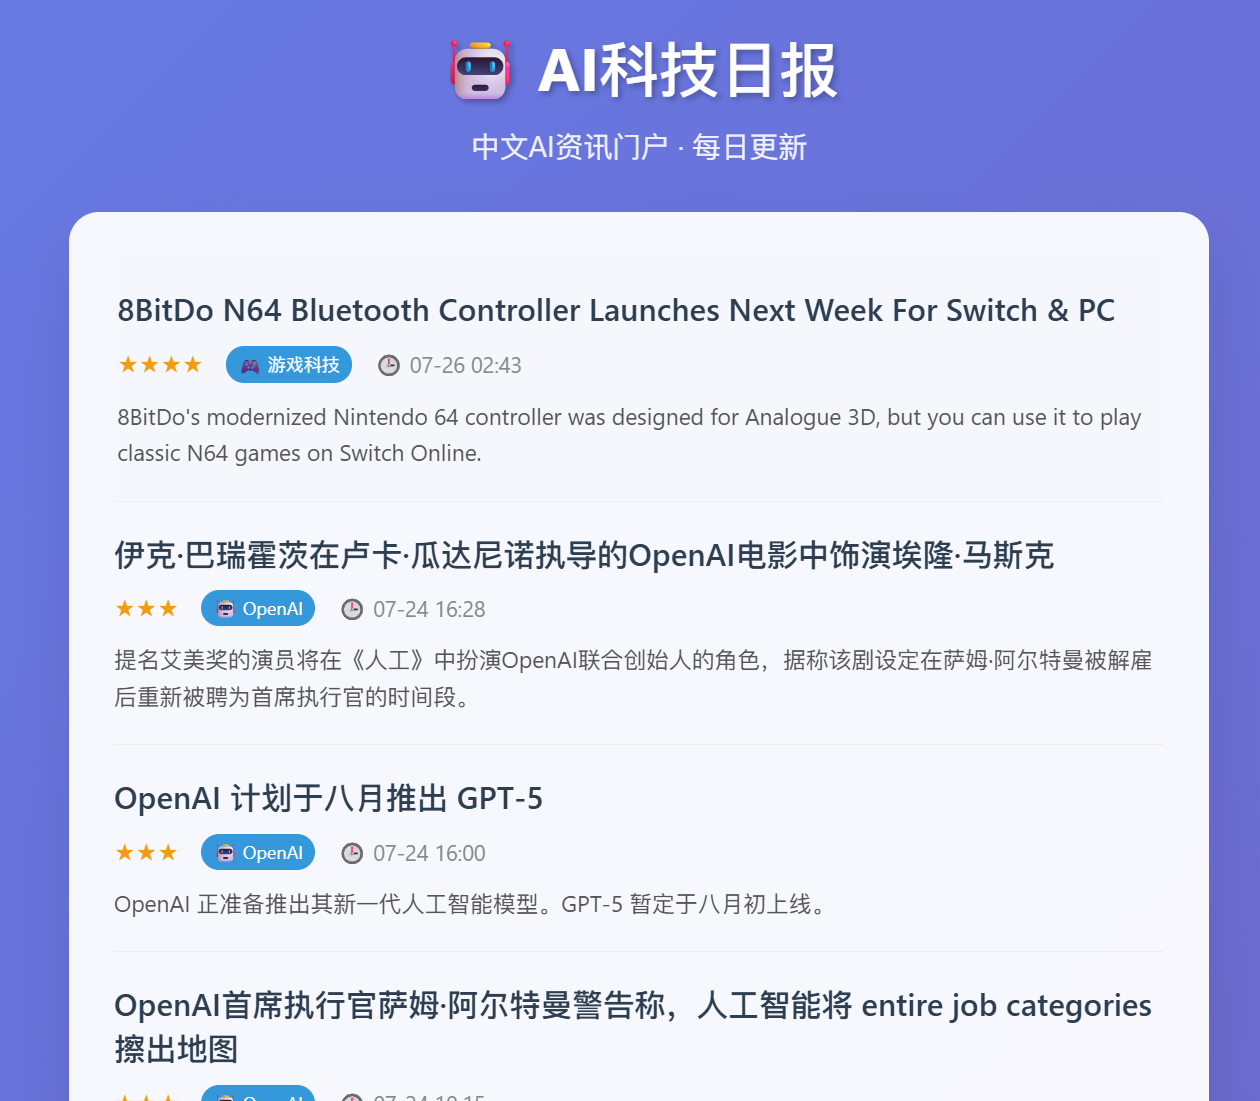 AI科技日报
中文AI资讯门户 · 每日更新
8BitDo N64 Bluetooth Controller Launches Next Week For Switch & PC
★★★★ 游戏科技 07-26 02:43
8BitDo's modernized Nintendo 64 controller was designed for Analogue 3D, but you can use it to play
classic N64 games on Switch Online.
伊克·巴瑞霍茨在卢卡·瓜达尼诺执导的OpenAI电影中饰演埃隆·马斯克
★★★ OpenAI 07-24 16:28
提名艾美奖的演员将在《人工》中扮演OpenAI联合创始人的角色，据称该剧设定在萨姆·阿尔特曼被解雇
后重新被聘为首席执行官的时间段。
OpenAI 计划于八月推出 GPT-5
★★★ OpenAI 07-24 16:00
OpenAI 正准备推出其新一代人工智能模型。GPT-5 暂定于八月初上线。
OpenAI首席执行官萨姆·阿尔特曼警告称，人工智能将 entire job categories
擦出地图
★★★ OpenAI 07-24